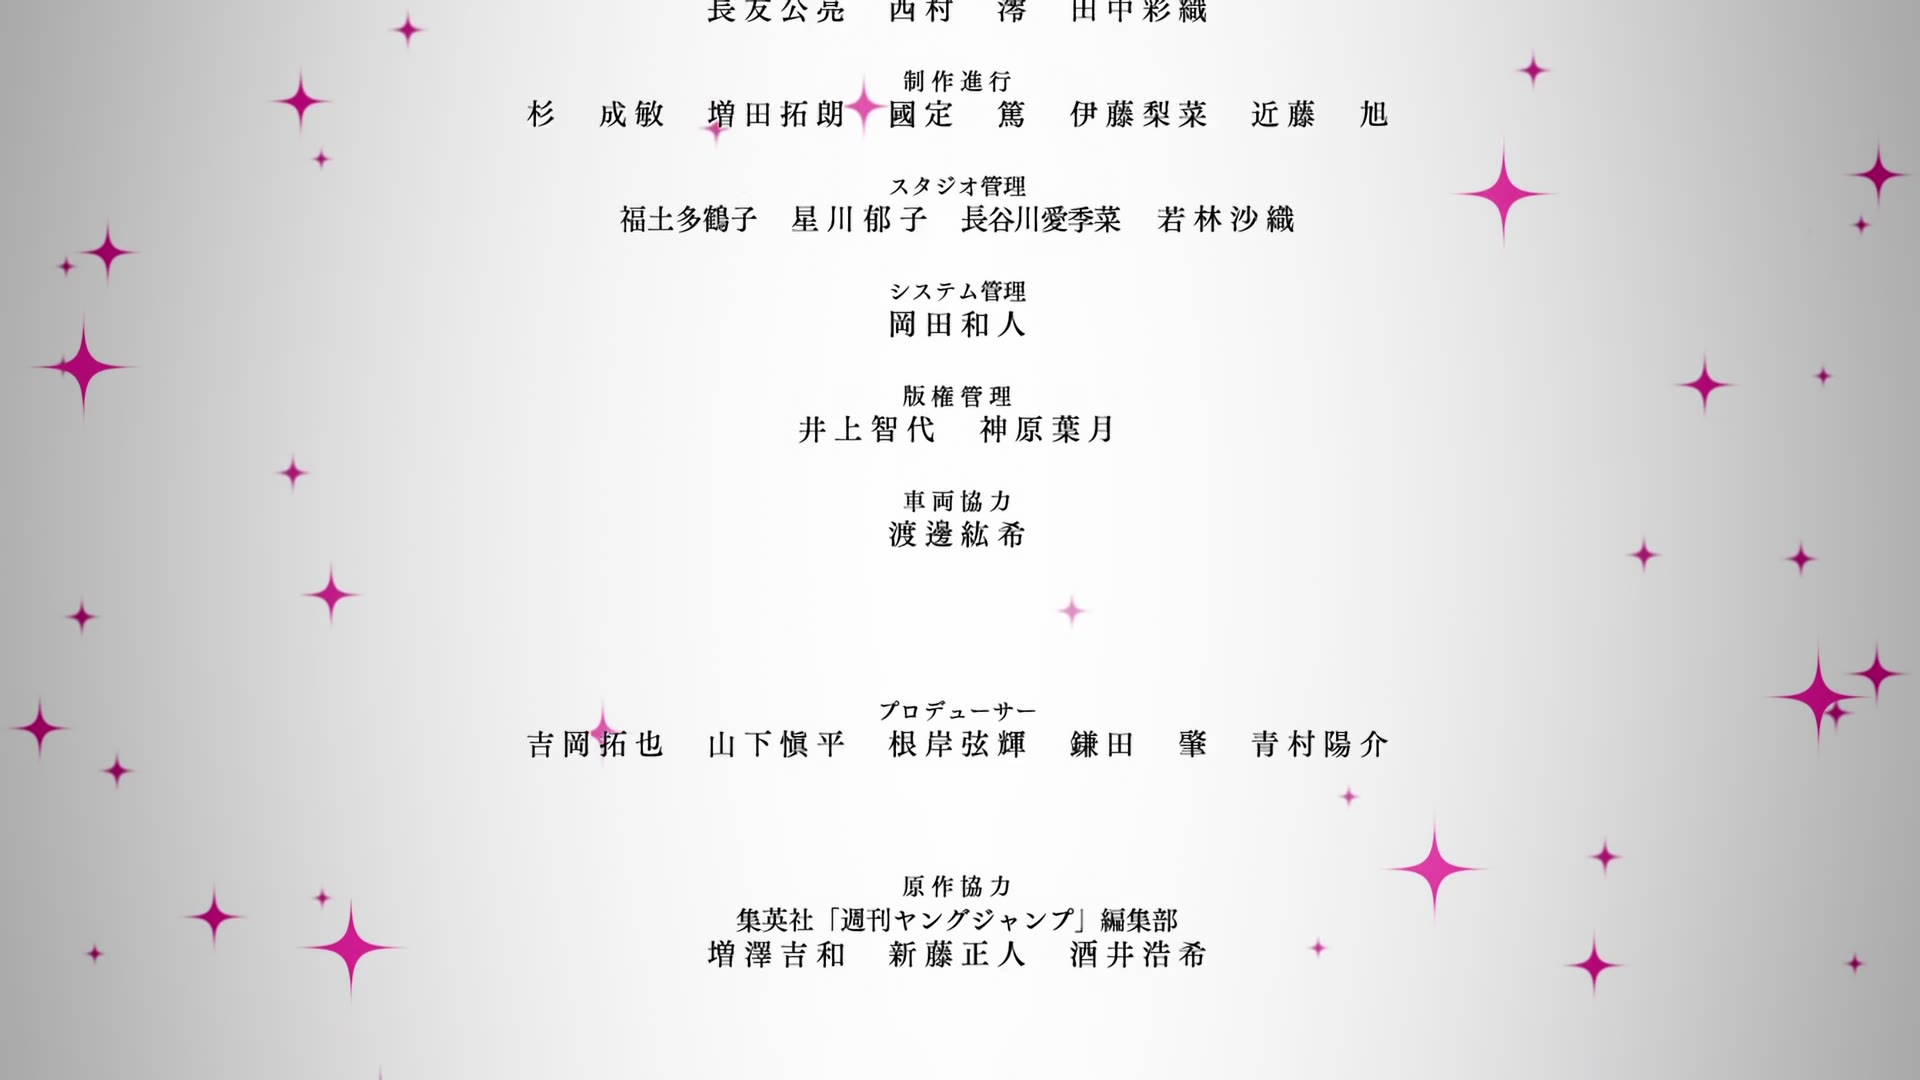 長友公亮　西村　澪　田中彩織
制作進行
杉　成敏　増田拓朗　國定　篤　伊藤梨菜　近藤　旭
スタジオ管理
福士多鶴子　星川郁子　長谷川愛季菜　若林沙織
システム管理
岡田和人
版権管理
井上智代　神原葉月
車両協力
渡邊紘希
プロデューサー
吉岡拓也　山下愼平　根岸弦輝　鎌田　肇　青村陽介
原作協力
集英社「週刊ヤングジャンプ」編集部
増澤吉和　新藤正人　酒井浩希